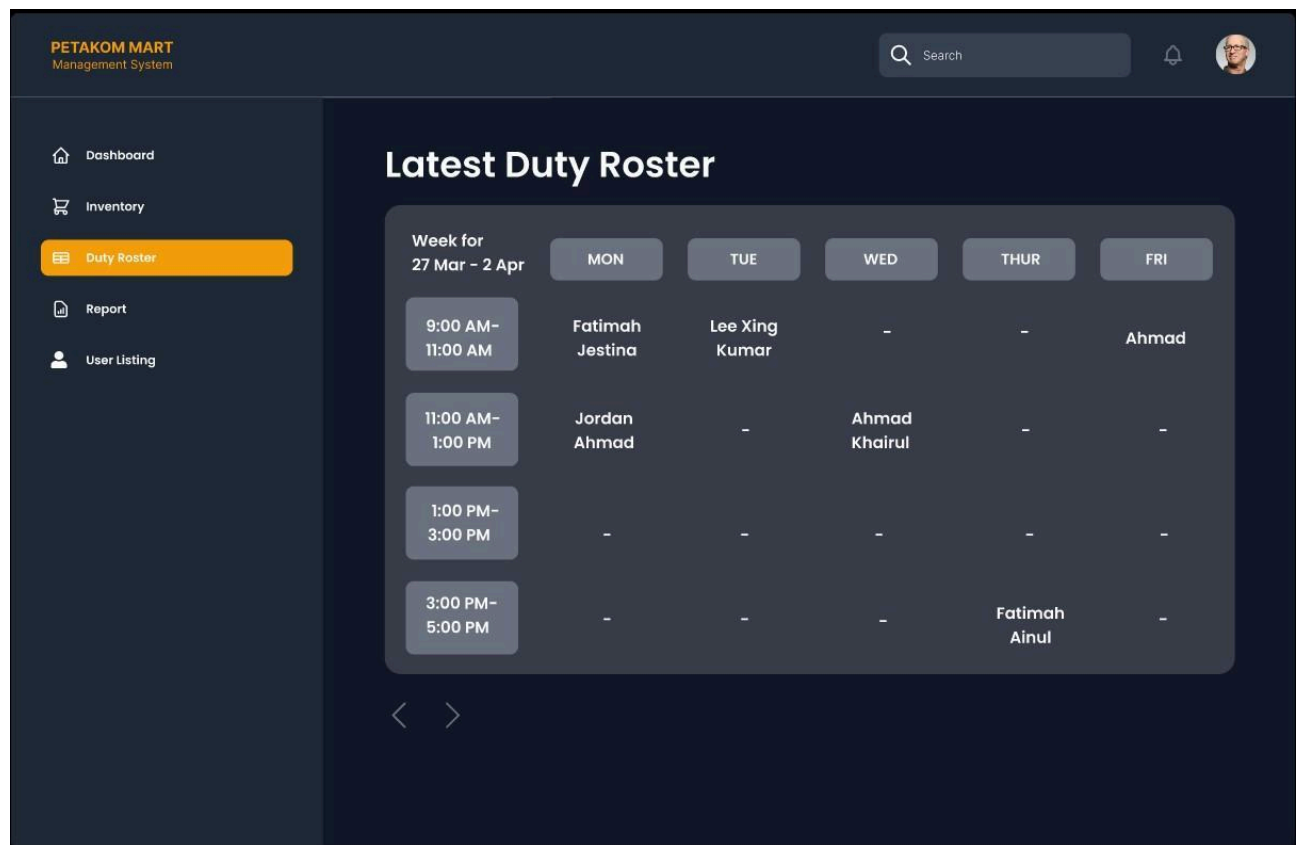 PETAKOM MART
Management System
Search
Dashboard
Inventory
Duty Roster
Report
User Listing
Latest Duty Roster
Week for
27 Mar - 2 Apr
MON
TUE
WED
THUR
FRI
9:00 AM-
11:00 AM
Fatimah
Jestina
Lee Xing
Kumar
-
-
Ahmad
11:00 AM-
1:00 PM
Jordan
Ahmad
-
Ahmad
Khairul
-
-
1:00 PM-
3:00 PM
-
-
-
-
-
3:00 PM-
5:00 PM
-
-
-
Fatimah
Ainul
-